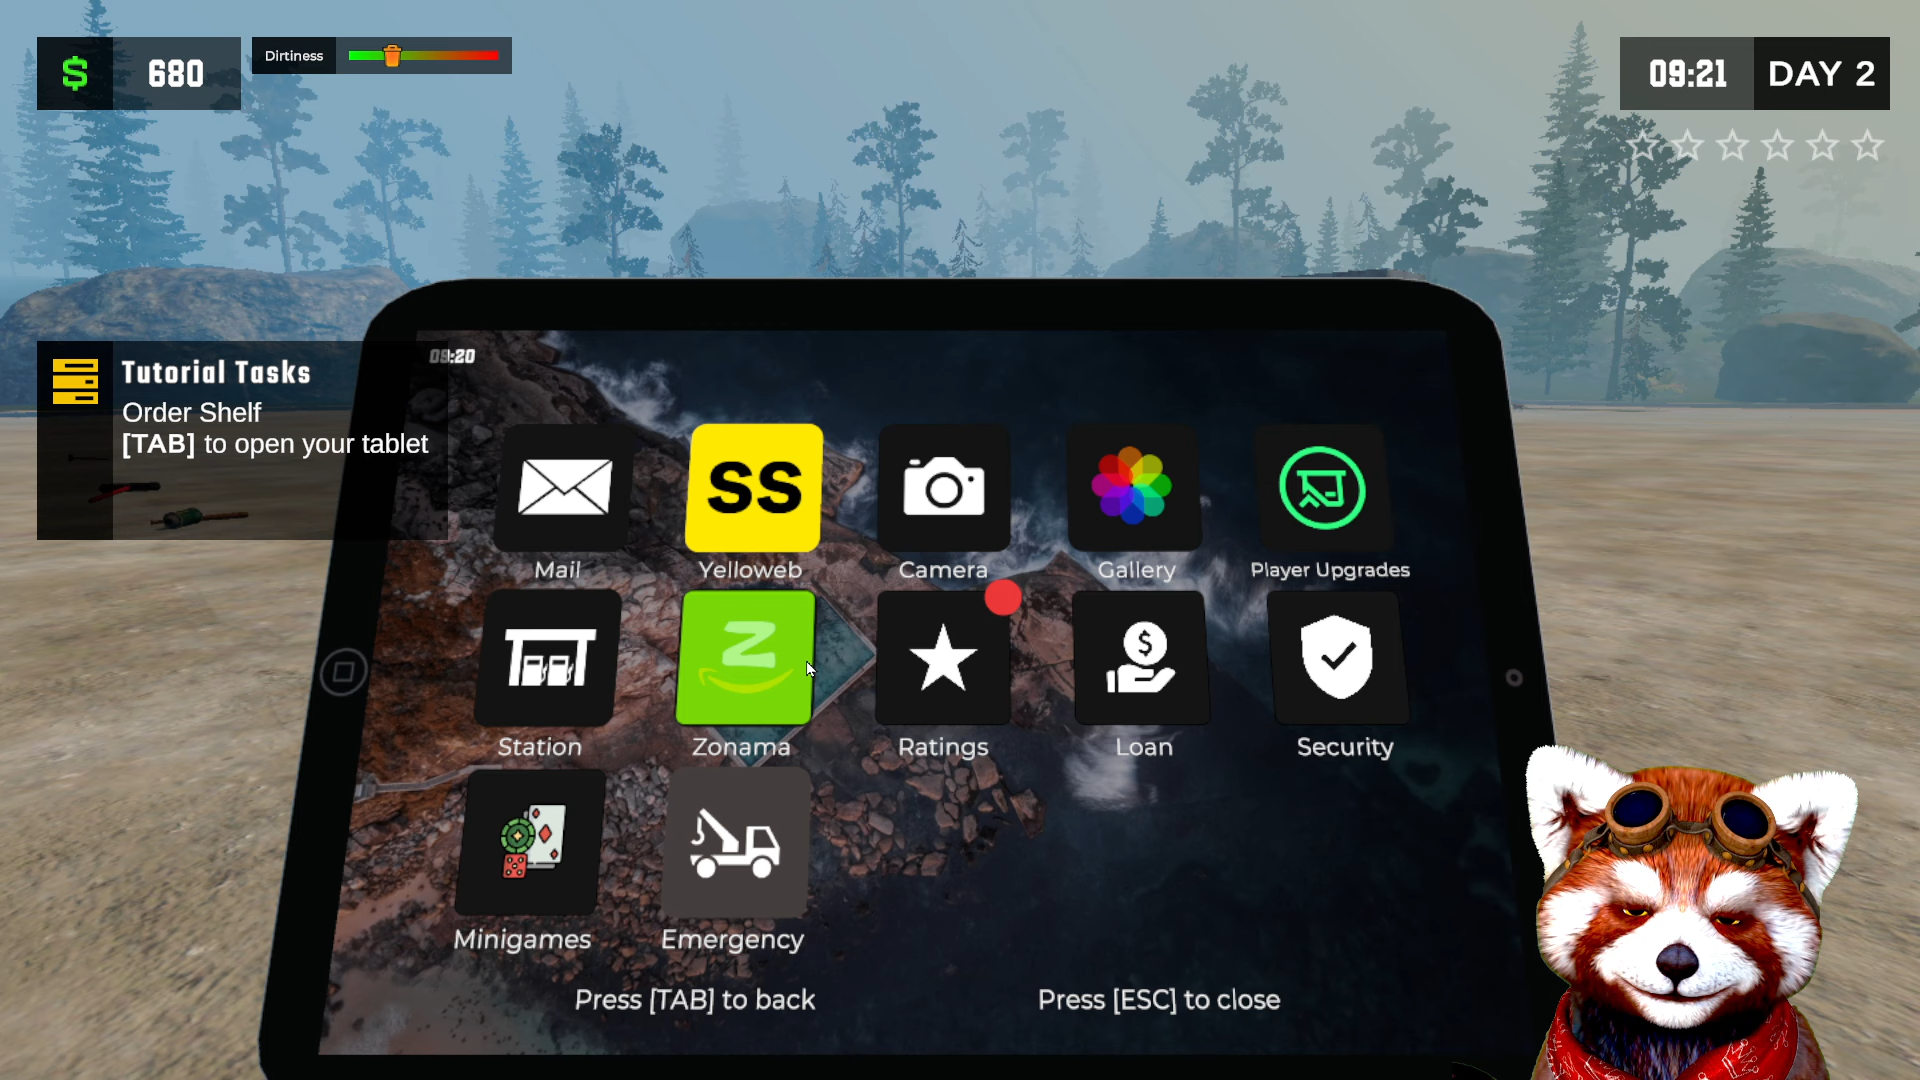 $ 680
Dirtiness
09:21 DAY 2
Tutorial Tasks
Order Shelf
[TAB] to open your tablet
09:20
SS
Mail Yelloweb Camera Gallery Player Upgrades
Z
$
Station Zonama Ratings Loan Security
Minigames Emergency
Press [TAB] to back Press [ESC] to close